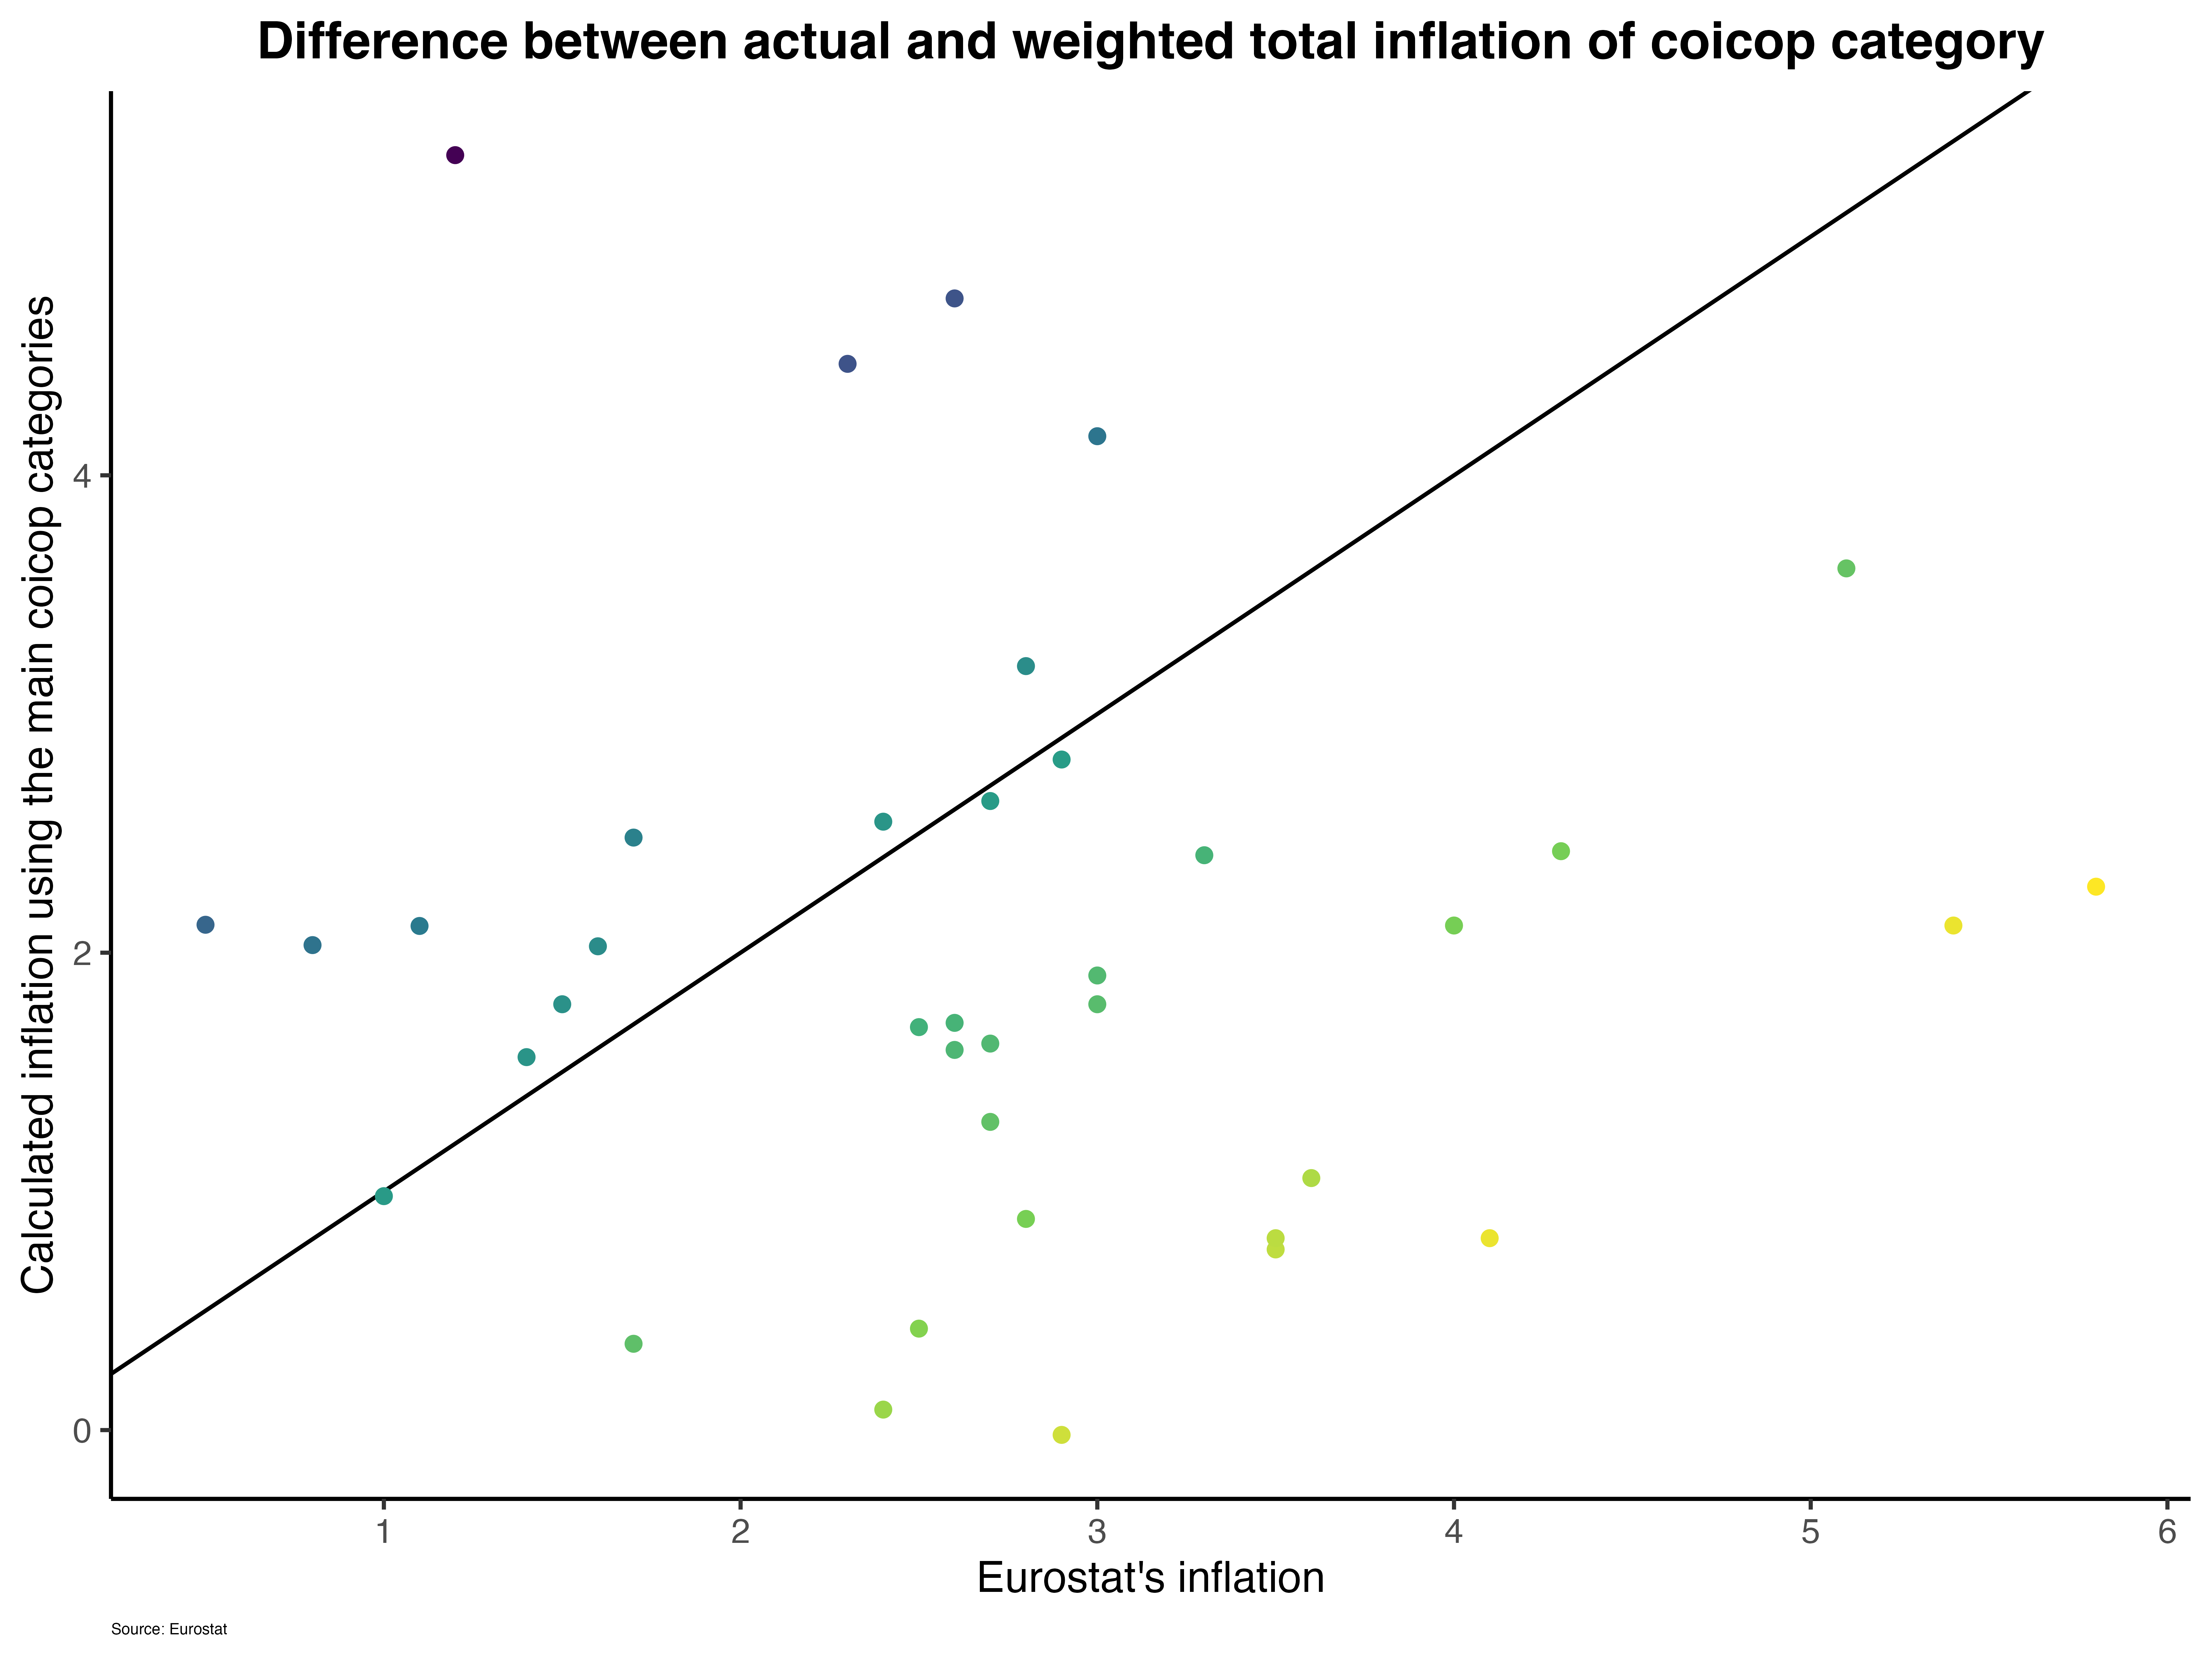 Difference between actual and weighted total inflation of coicop category
Calculated inflation using the main coicop categories
4
2
0
1 2 3 4 5 6
Eurostat's inflation
Source: Eurostat